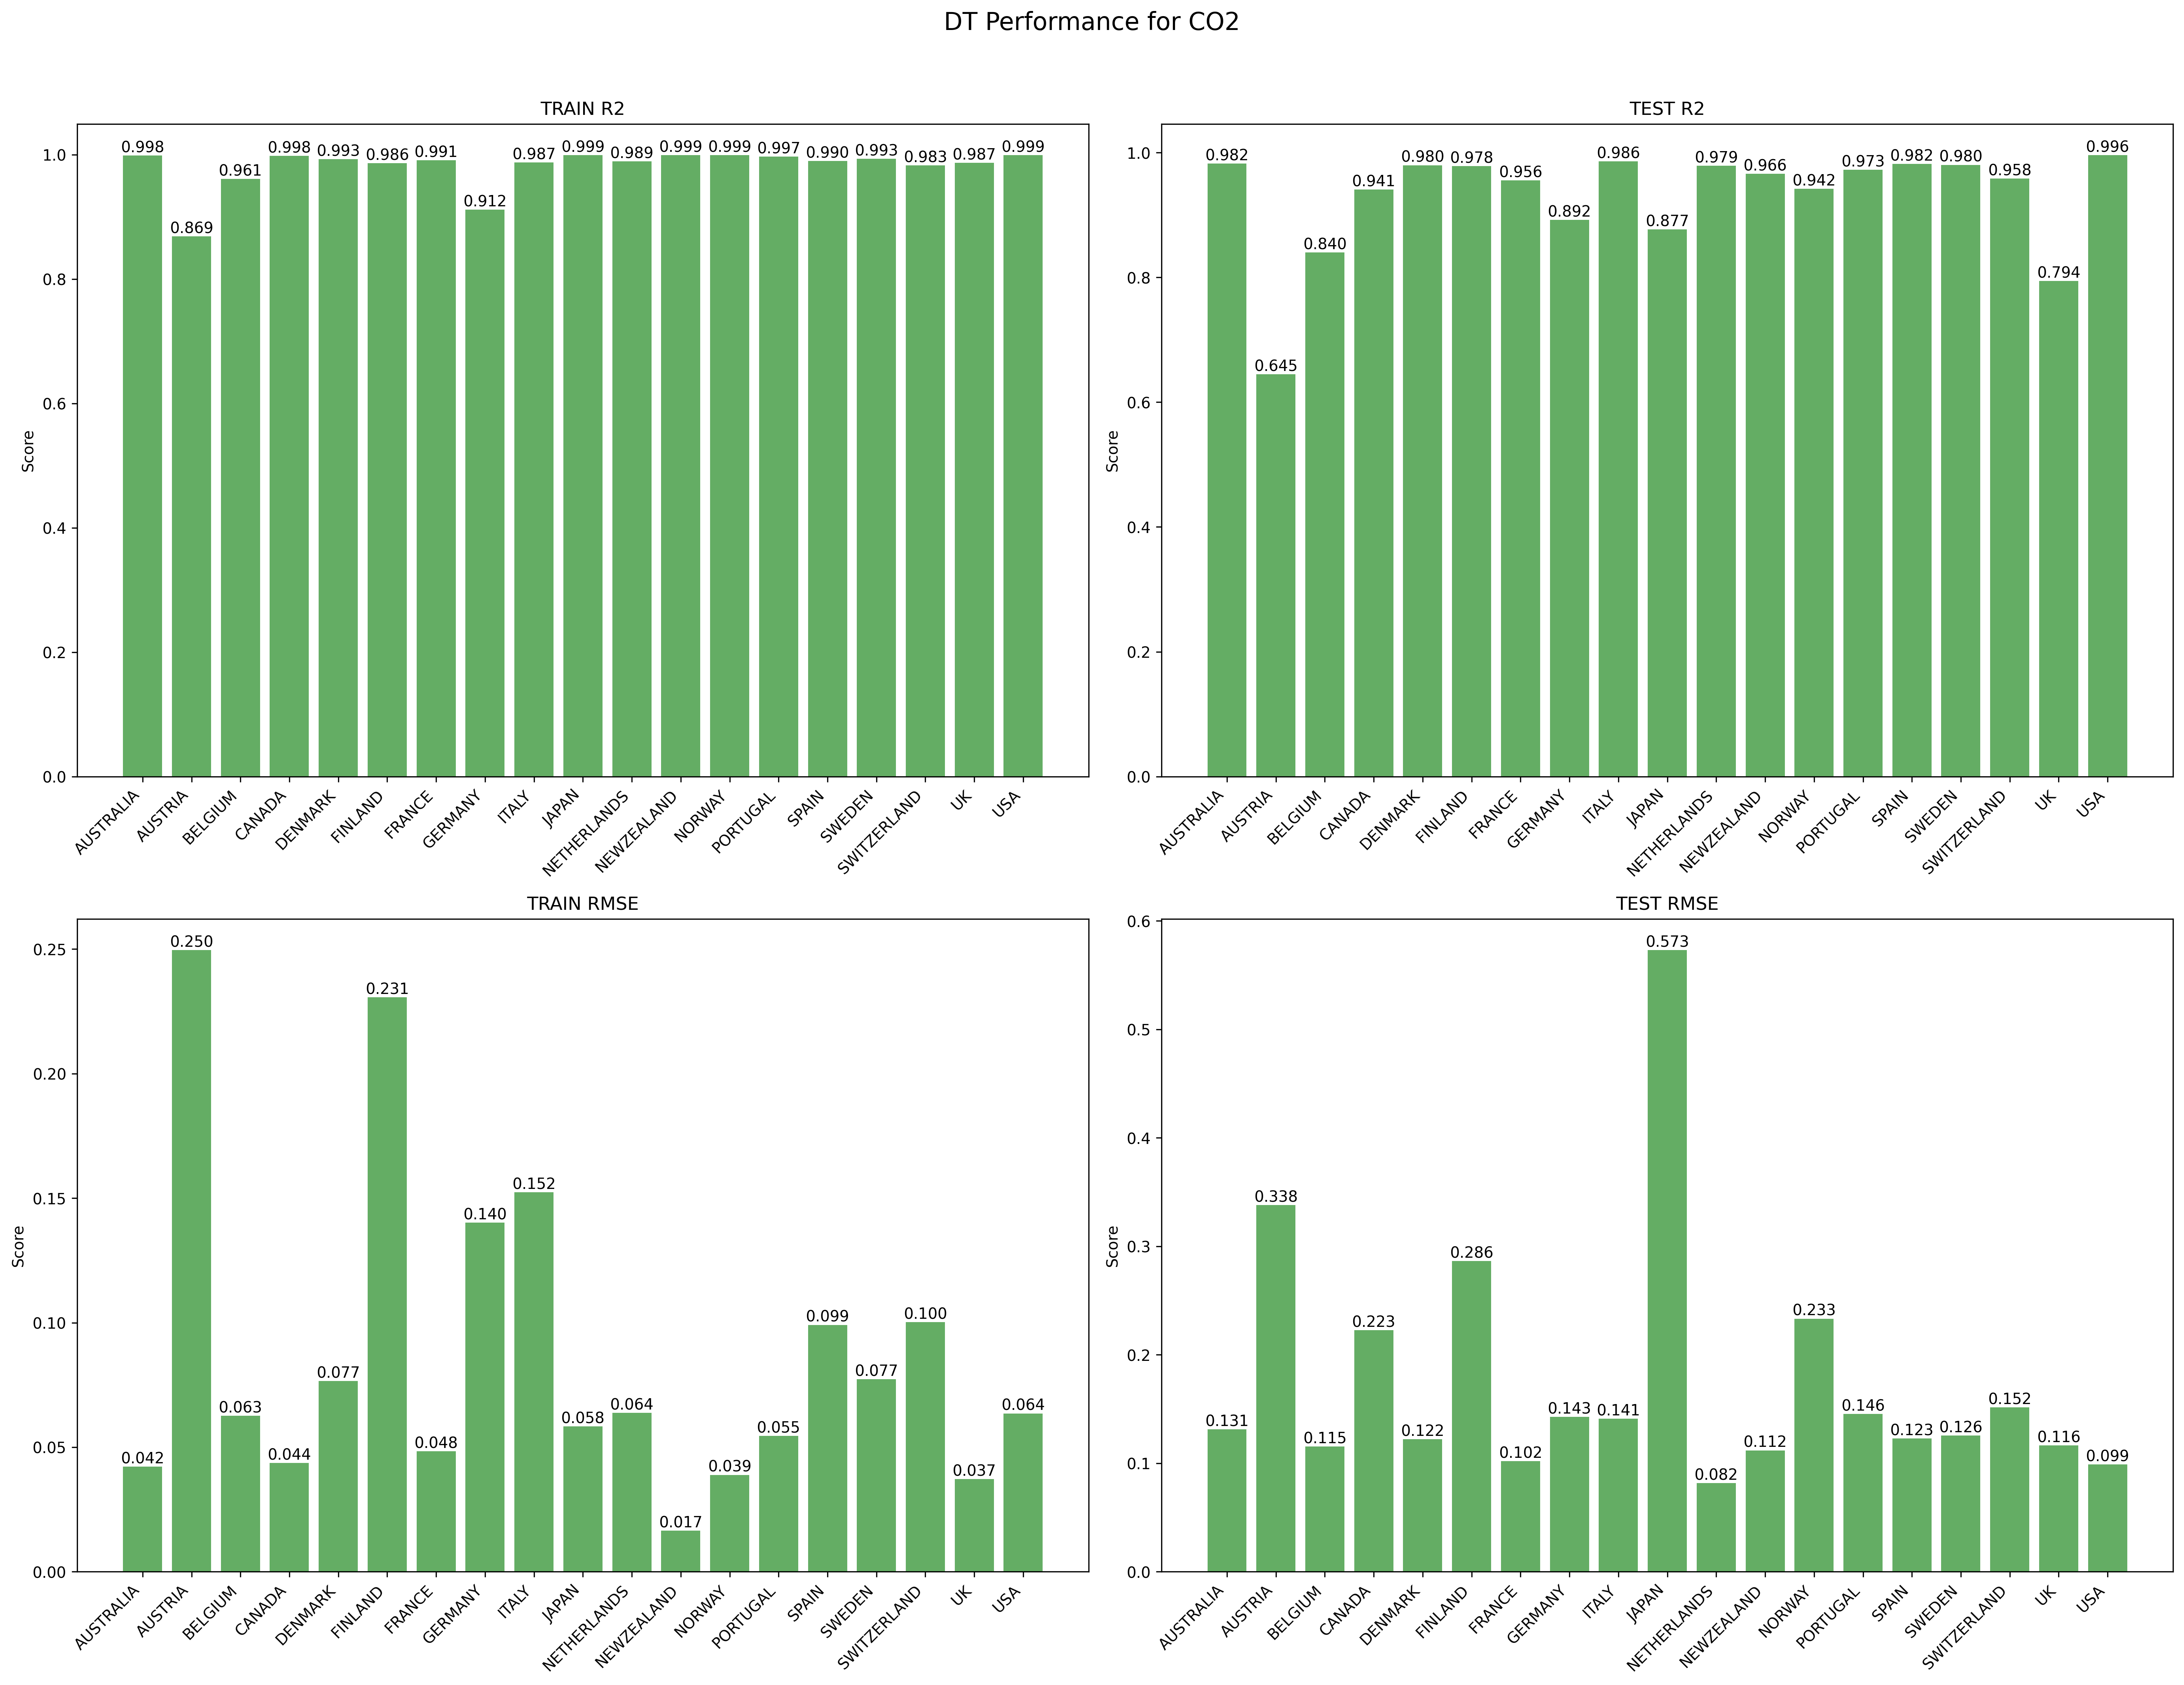 DT Performance for CO2
TRAIN R2
Score
1.0
0.8
0.6
0.4
0.2
0.0
0.998
0.869
0.961
0.998
0.993
0.986
0.991
0.912
0.987
0.999
0.989
0.999
0.999
0.997
0.990
0.993
0.983
0.987
0.999
AUSTRALIA
AUSTRIA
BELGIUM
CANADA
DENMARK
FINLAND
FRANCE
GERMANY
ITALY
JAPAN
NETHERLANDS
NEWZEALAND
NORWAY
PORTUGAL
SPAIN
SWEDEN
SWITZERLAND
UK
USA
TEST R2
Score
1.0
0.8
0.6
0.4
0.2
0.0
0.982
0.645
0.840
0.941
0.980
0.978
0.956
0.892
0.986
0.877
0.979
0.966
0.942
0.973
0.982
0.980
0.958
0.794
0.996
AUSTRALIA
AUSTRIA
BELGIUM
CANADA
DENMARK
FINLAND
FRANCE
GERMANY
ITALY
JAPAN
NETHERLANDS
NEWZEALAND
NORWAY
PORTUGAL
SPAIN
SWEDEN
SWITZERLAND
UK
USA
TRAIN RMSE
Score
0.25
0.20
0.15
0.10
0.05
0.00
0.042
0.250
0.063
0.044
0.077
0.231
0.048
0.140
0.152
0.058
0.064
0.017
0.039
0.055
0.099
0.077
0.100
0.037
0.064
AUSTRALIA
AUSTRIA
BELGIUM
CANADA
DENMARK
FINLAND
FRANCE
GERMANY
ITALY
JAPAN
NETHERLANDS
NEWZEALAND
NORWAY
PORTUGAL
SPAIN
SWEDEN
SWITZERLAND
UK
USA
TEST RMSE
Score
0.6
0.5
0.4
0.3
0.2
0.1
0.0
0.131
0.338
0.115
0.223
0.122
0.286
0.102
0.143
0.141
0.573
0.082
0.112
0.233
0.146
0.123
0.126
0.152
0.116
0.099
AUSTRALIA
AUSTRIA
BELGIUM
CANADA
DENMARK
FINLAND
FRANCE
GERMANY
ITALY
JAPAN
NETHERLANDS
NEWZEALAND
NORWAY
PORTUGAL
SPAIN
SWEDEN
SWITZERLAND
UK
USA